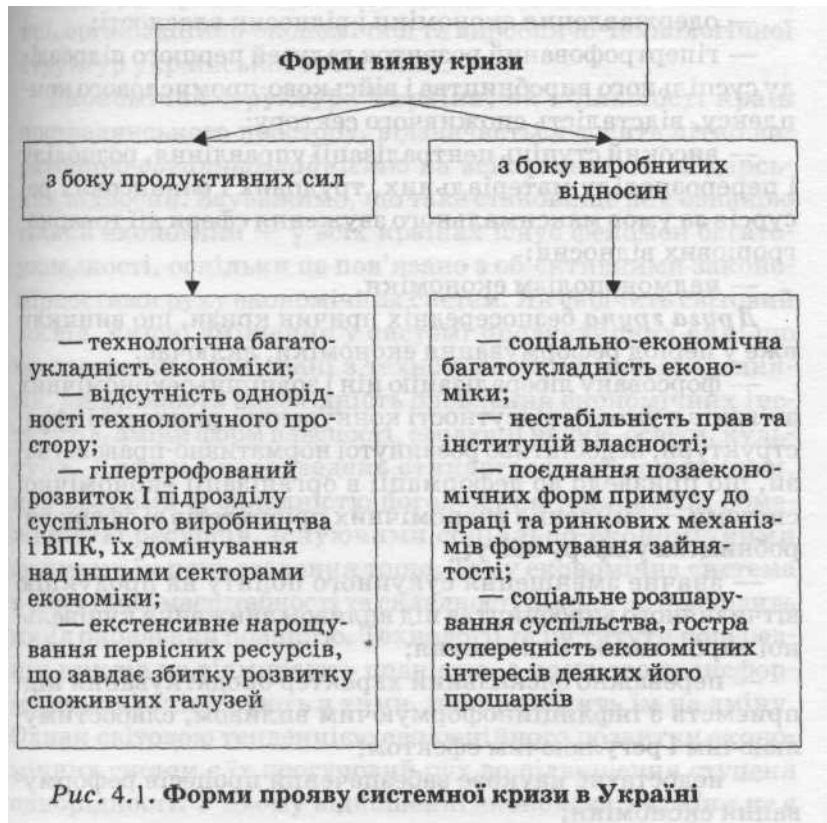 Форми вияву кризи
з боку продуктивних сил
з боку виробничих
відносин
— технологічна багато-
укладність економіки;
— відсутність однорід-
ності технологічного про-
стору;
— гіпертрофований
розвиток І підрозділу
суспільного виробництва
і ВПК, їх домінування
над іншими секторами
економіки;
— екстенсивне нарощу-
вання первісних ресурсів,
що завдає збитку розвитку
споживчих галузей
— соціально-економічна
багатоукладність еконо-
міки;
— нестабільність прав та
інституцій власності;
— поєднання позаеконо-
мічних форм примусу до
праці та ринкових механіз-
мів формування зайня-
тості;
— соціальне розшару-
вання суспільства, гостра
суперечність економічних
інтересів деяких його
прошарків
Рис. 4.1. Форми прояву системної кризи в Україні